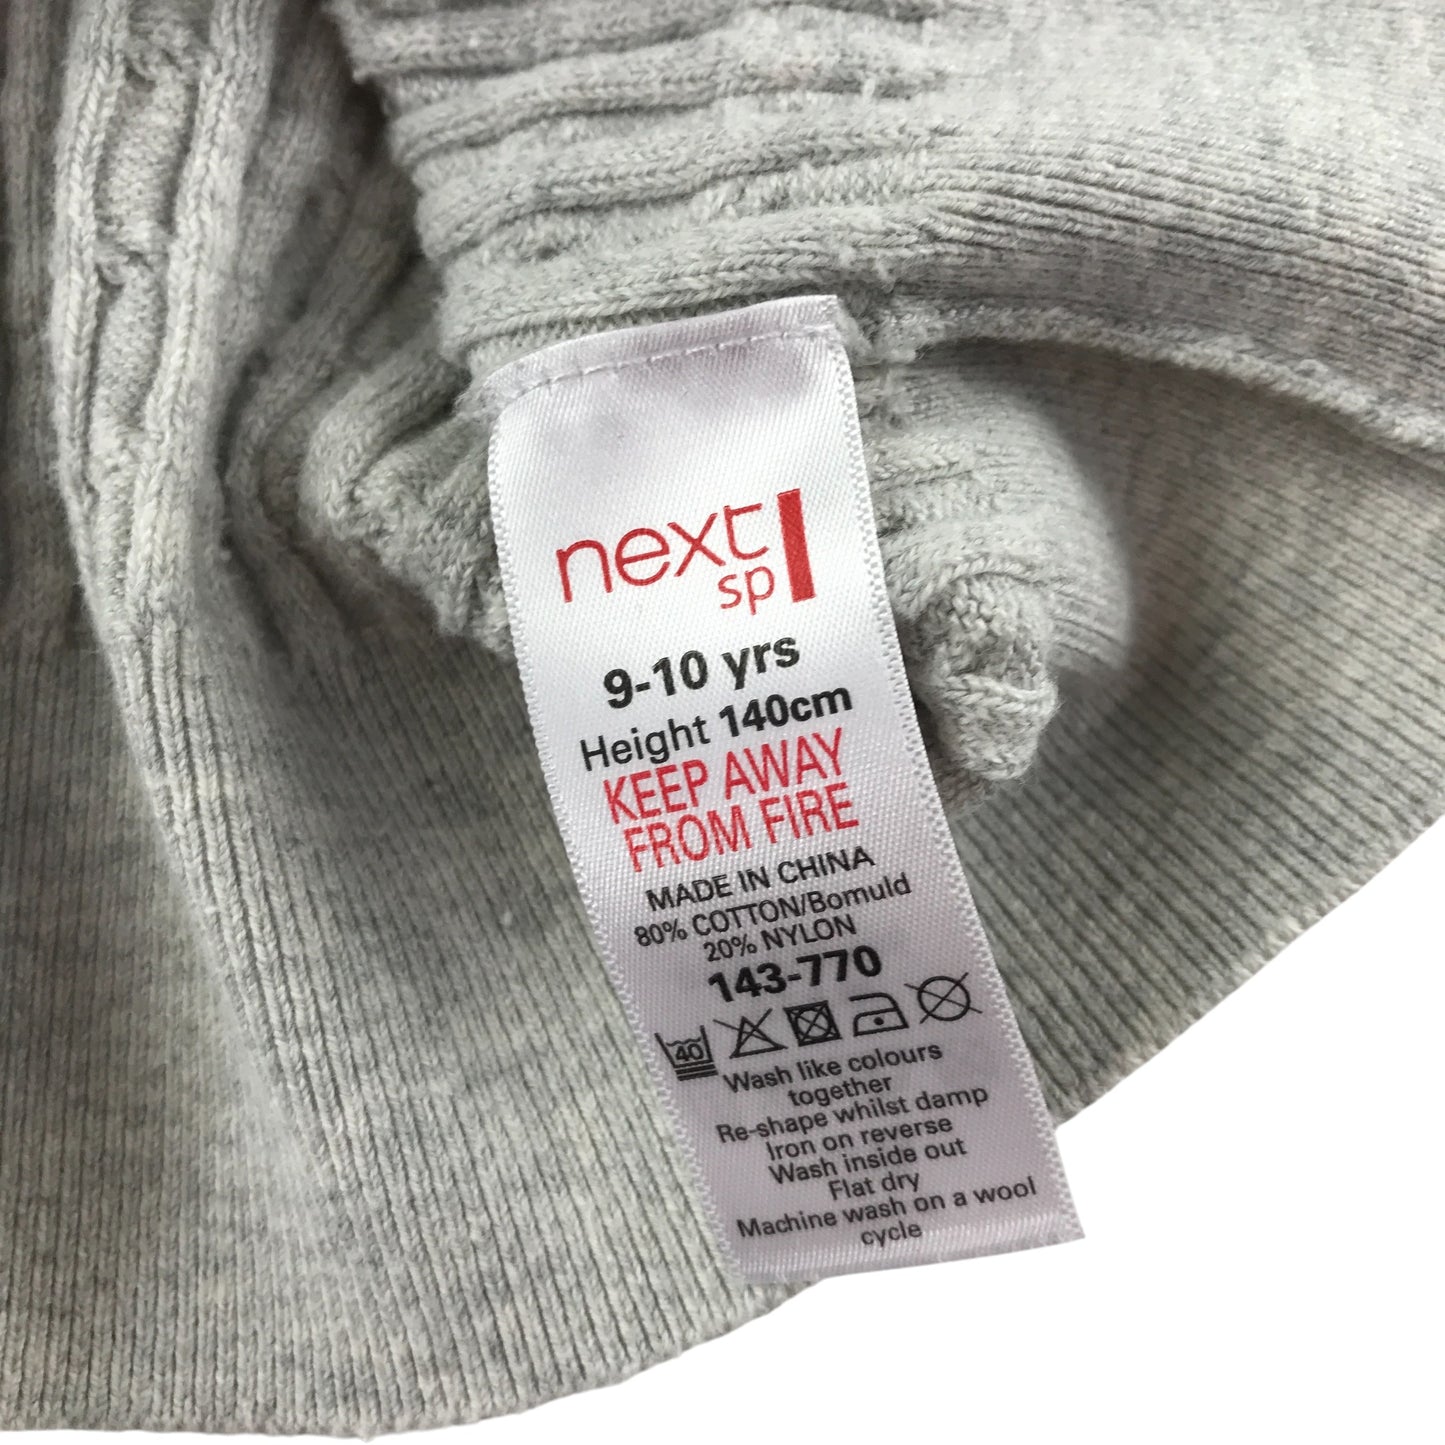 next
sp
9-10 yrs
Height 140cm
KEEP AWAY
FROM FIRE
MADE IN CHINA
80% COTTON/Bomuld
20% NYLON
143-770
40
Wash like colours
together
Re-shape whilst damp
Iron on reverse
Wash inside out
Flat dry
Machine wash on a wool
cycle